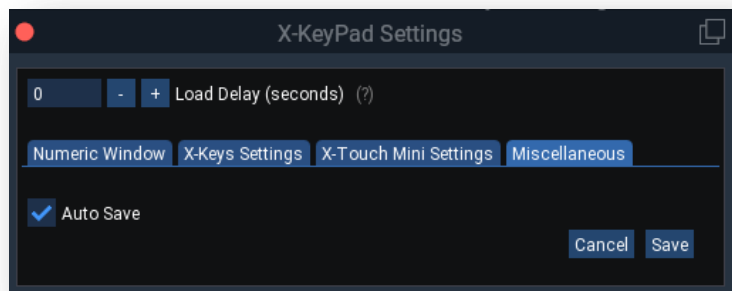 X-KeyPad Settings
0 - + Load Delay (seconds) (?)
Numeric Window X-Keys Settings X-Touch Mini Settings Miscellaneous
Auto Save
Cancel Save